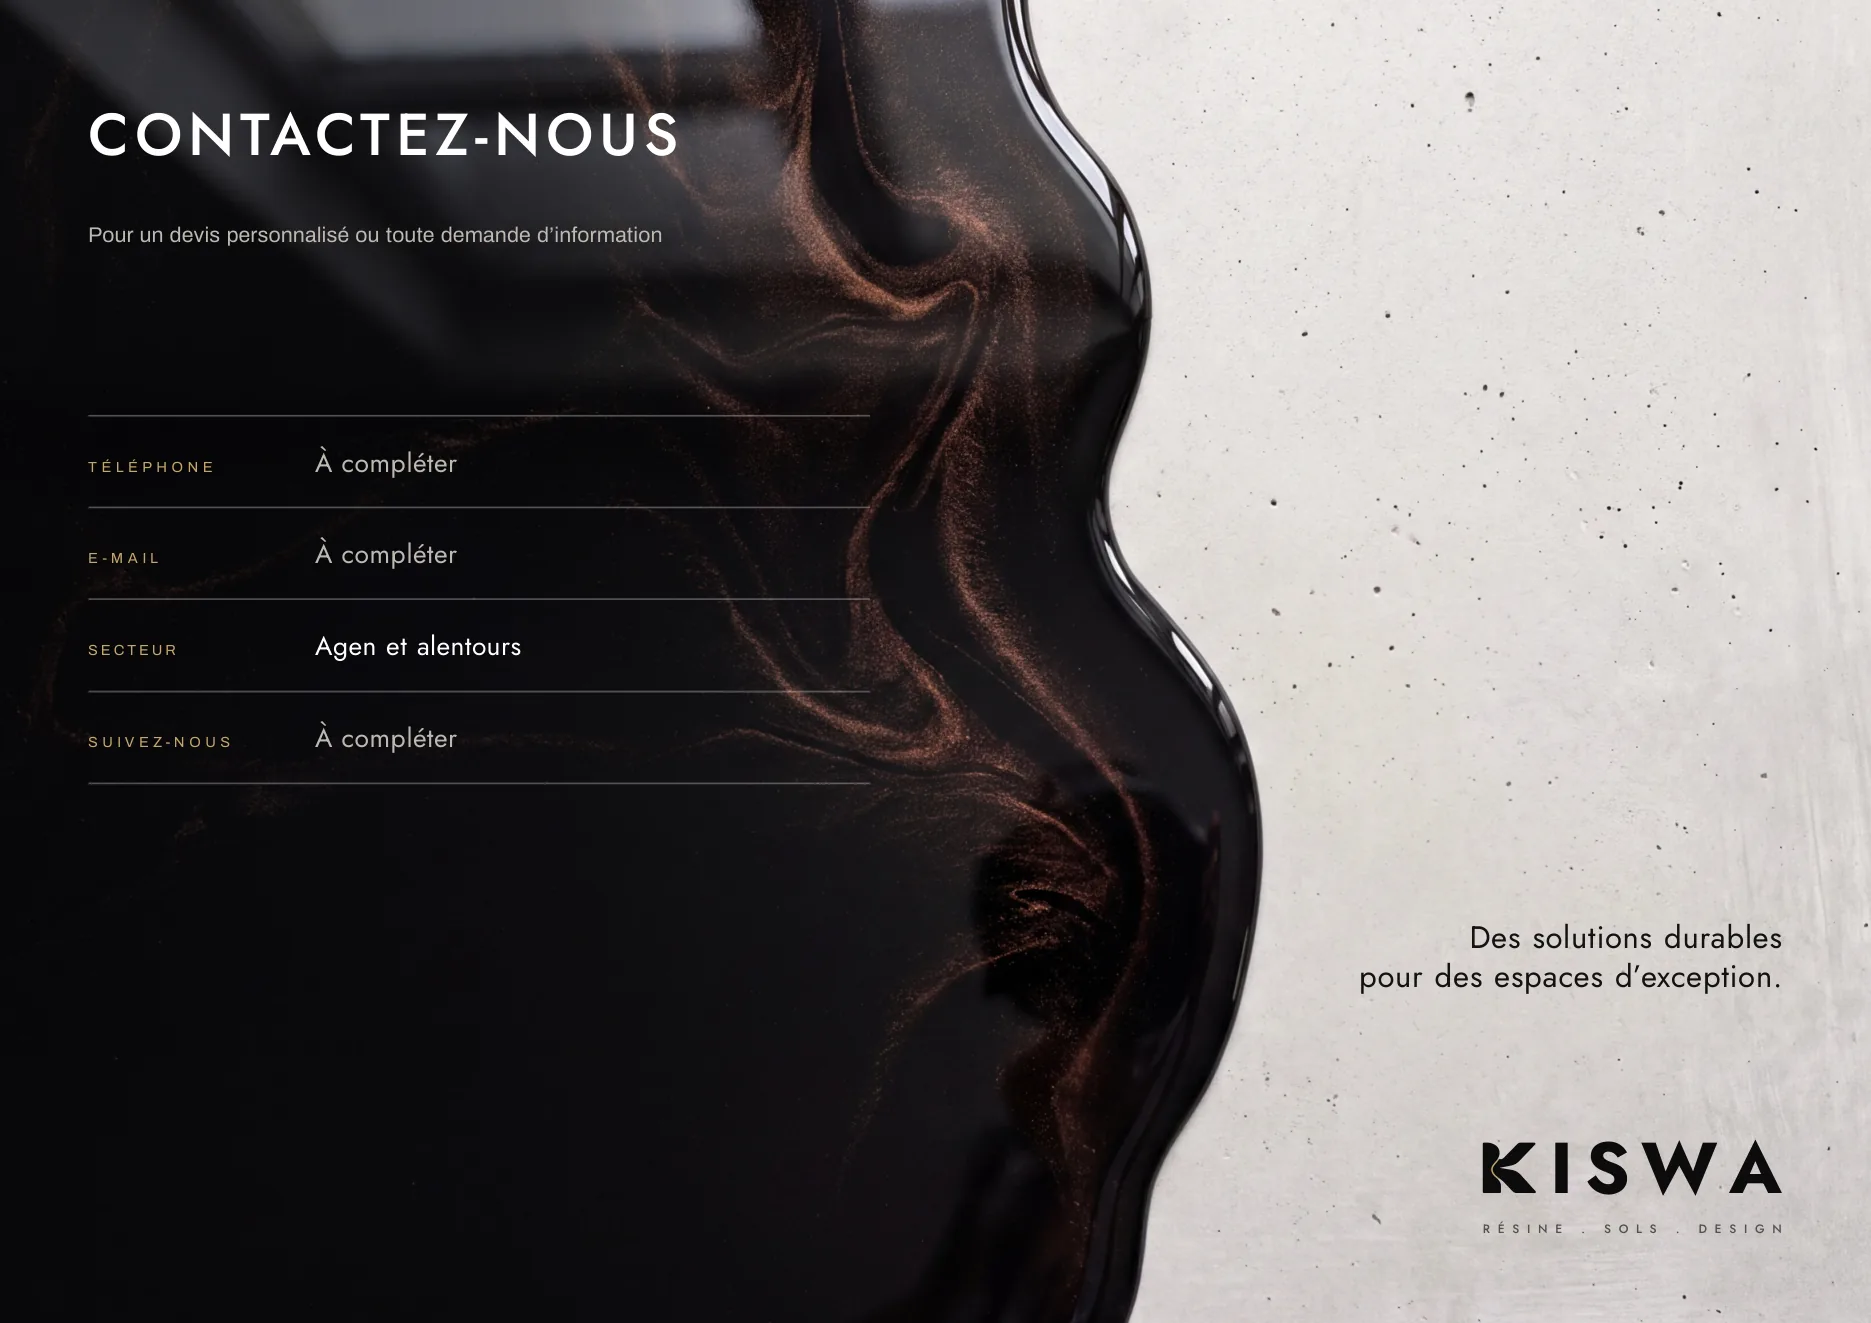 CONTACTEZ-NOUS
Pour un devis personnalisé ou toute demande d’information
TÉLÉPHONE À compléter
E-MAIL À compléter
SECTEUR Agen et alentours
SUIVEZ-NOUS À compléter
Des solutions durables
pour des espaces d’exception.
KISWA
RÉSINE . SOLS . DESIGN